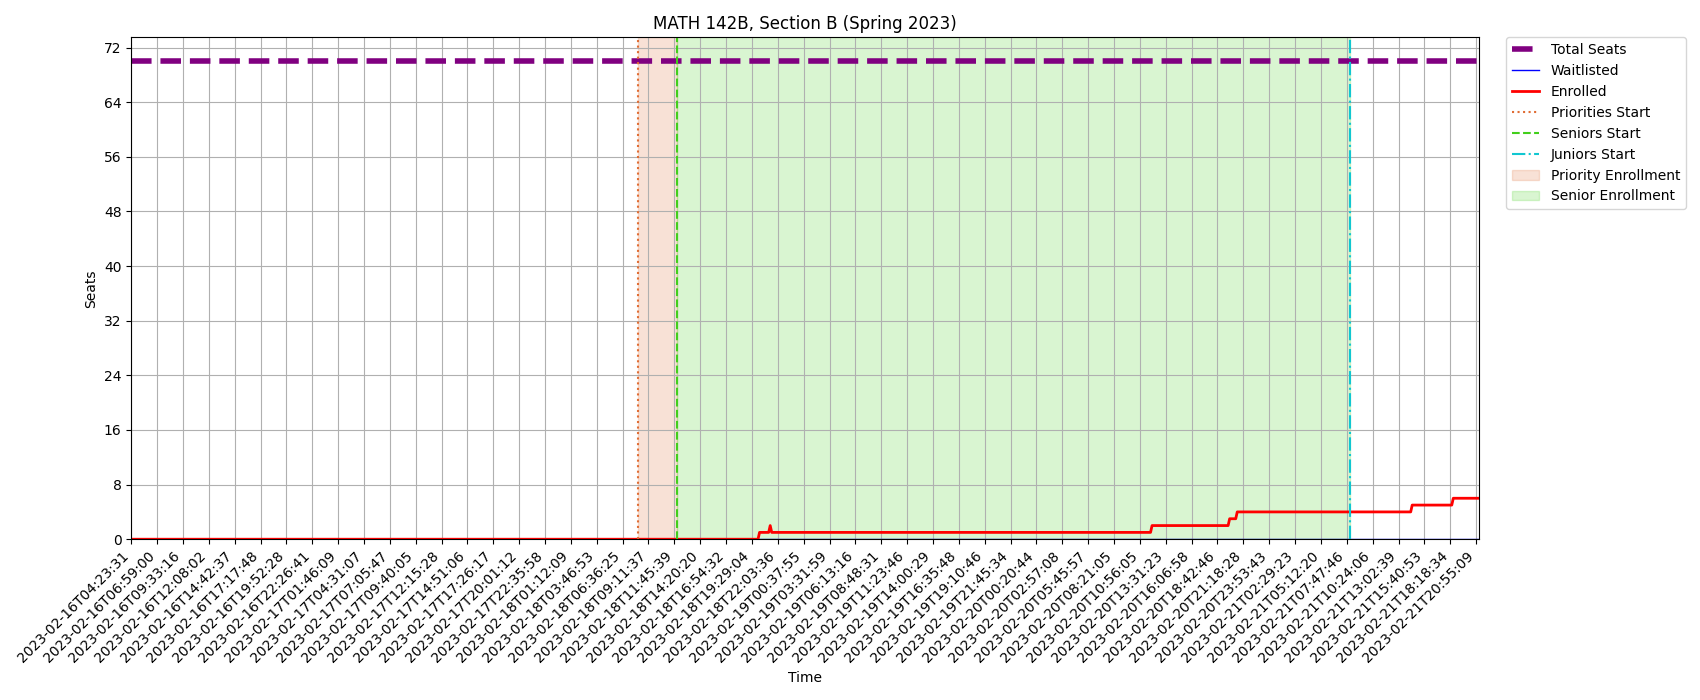 MATH 142B, Section B (Spring 2023)
72
64
56
48
40
32
24
16
8
0
Seats
2023-02-16T04:23:31
2023-02-16T06:59:00
2023-02-16T09:33:16
2023-02-16T12:08:02
2023-02-16T14:42:37
2023-02-16T17:17:48
2023-02-16T19:52:28
2023-02-16T22:26:41
2023-02-17T01:46:09
2023-02-17T04:31:07
2023-02-17T07:05:47
2023-02-17T09:40:05
2023-02-17T12:15:28
2023-02-17T14:51:06
2023-02-17T17:26:17
2023-02-17T20:01:12
2023-02-17T22:35:58
2023-02-18T01:12:09
2023-02-18T03:46:53
2023-02-18T06:36:25
2023-02-18T09:11:37
2023-02-18T11:45:39
2023-02-18T14:20:20
2023-02-18T16:54:32
2023-02-18T19:29:04
2023-02-18T22:03:36
2023-02-19T00:37:55
2023-02-19T03:31:59
2023-02-19T06:13:16
2023-02-19T08:48:31
2023-02-19T11:23:46
2023-02-19T14:00:29
2023-02-19T16:35:48
2023-02-19T19:10:46
2023-02-19T21:45:34
2023-02-20T00:20:44
2023-02-20T02:57:08
2023-02-20T05:45:57
2023-02-20T08:21:05
2023-02-20T10:56:05
2023-02-20T13:31:23
2023-02-20T16:06:58
2023-02-20T18:42:46
2023-02-20T21:18:28
2023-02-20T23:53:43
2023-02-21T02:29:23
2023-02-21T05:12:20
2023-02-21T07:47:46
2023-02-21T10:24:06
2023-02-21T13:02:39
2023-02-21T15:40:53
2023-02-21T18:18:34
2023-02-21T20:55:09
Time
Total Seats
Waitlisted
Enrolled
Priorities Start
Seniors Start
Juniors Start
Priority Enrollment
Senior Enrollment